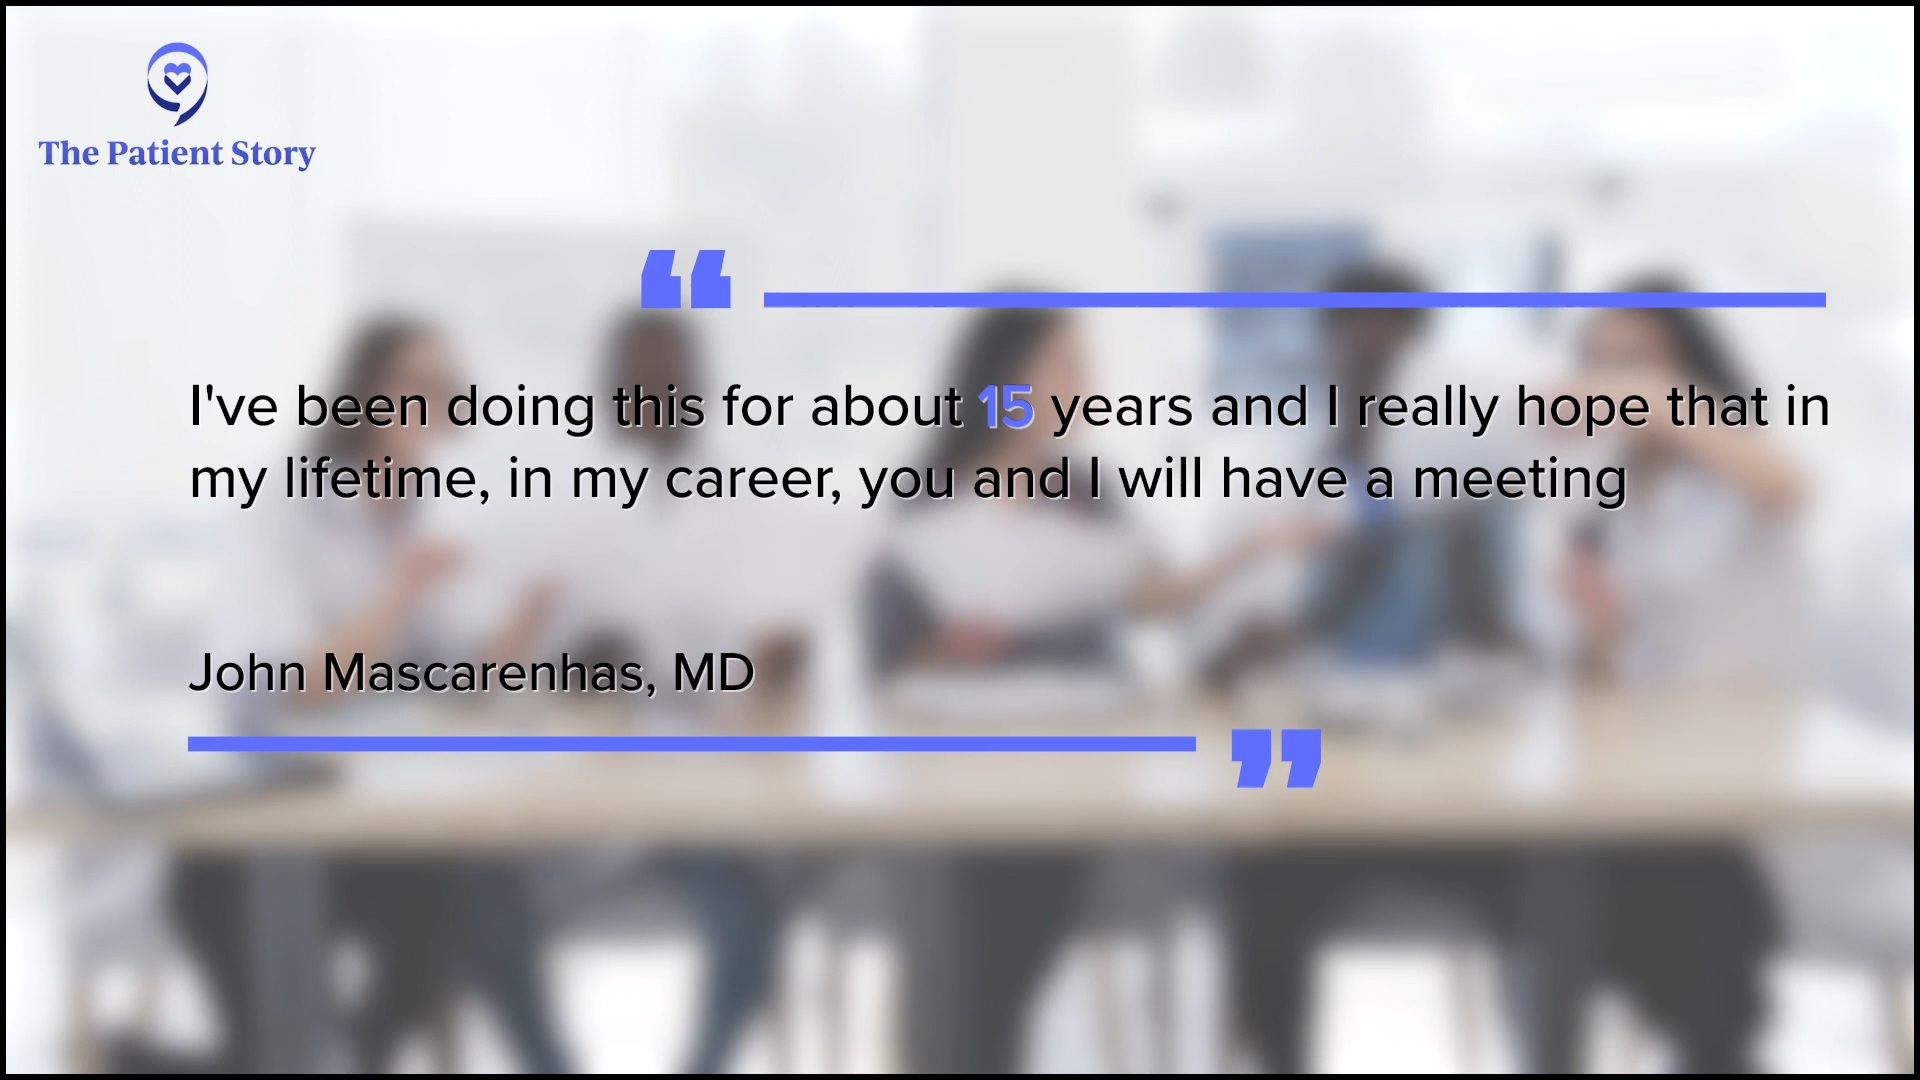 The Patient Story
“
I've been doing this for about 15 years and I really hope that in
my lifetime, in my career, you and I will have a meeting
John Mascarenhas, MD
”